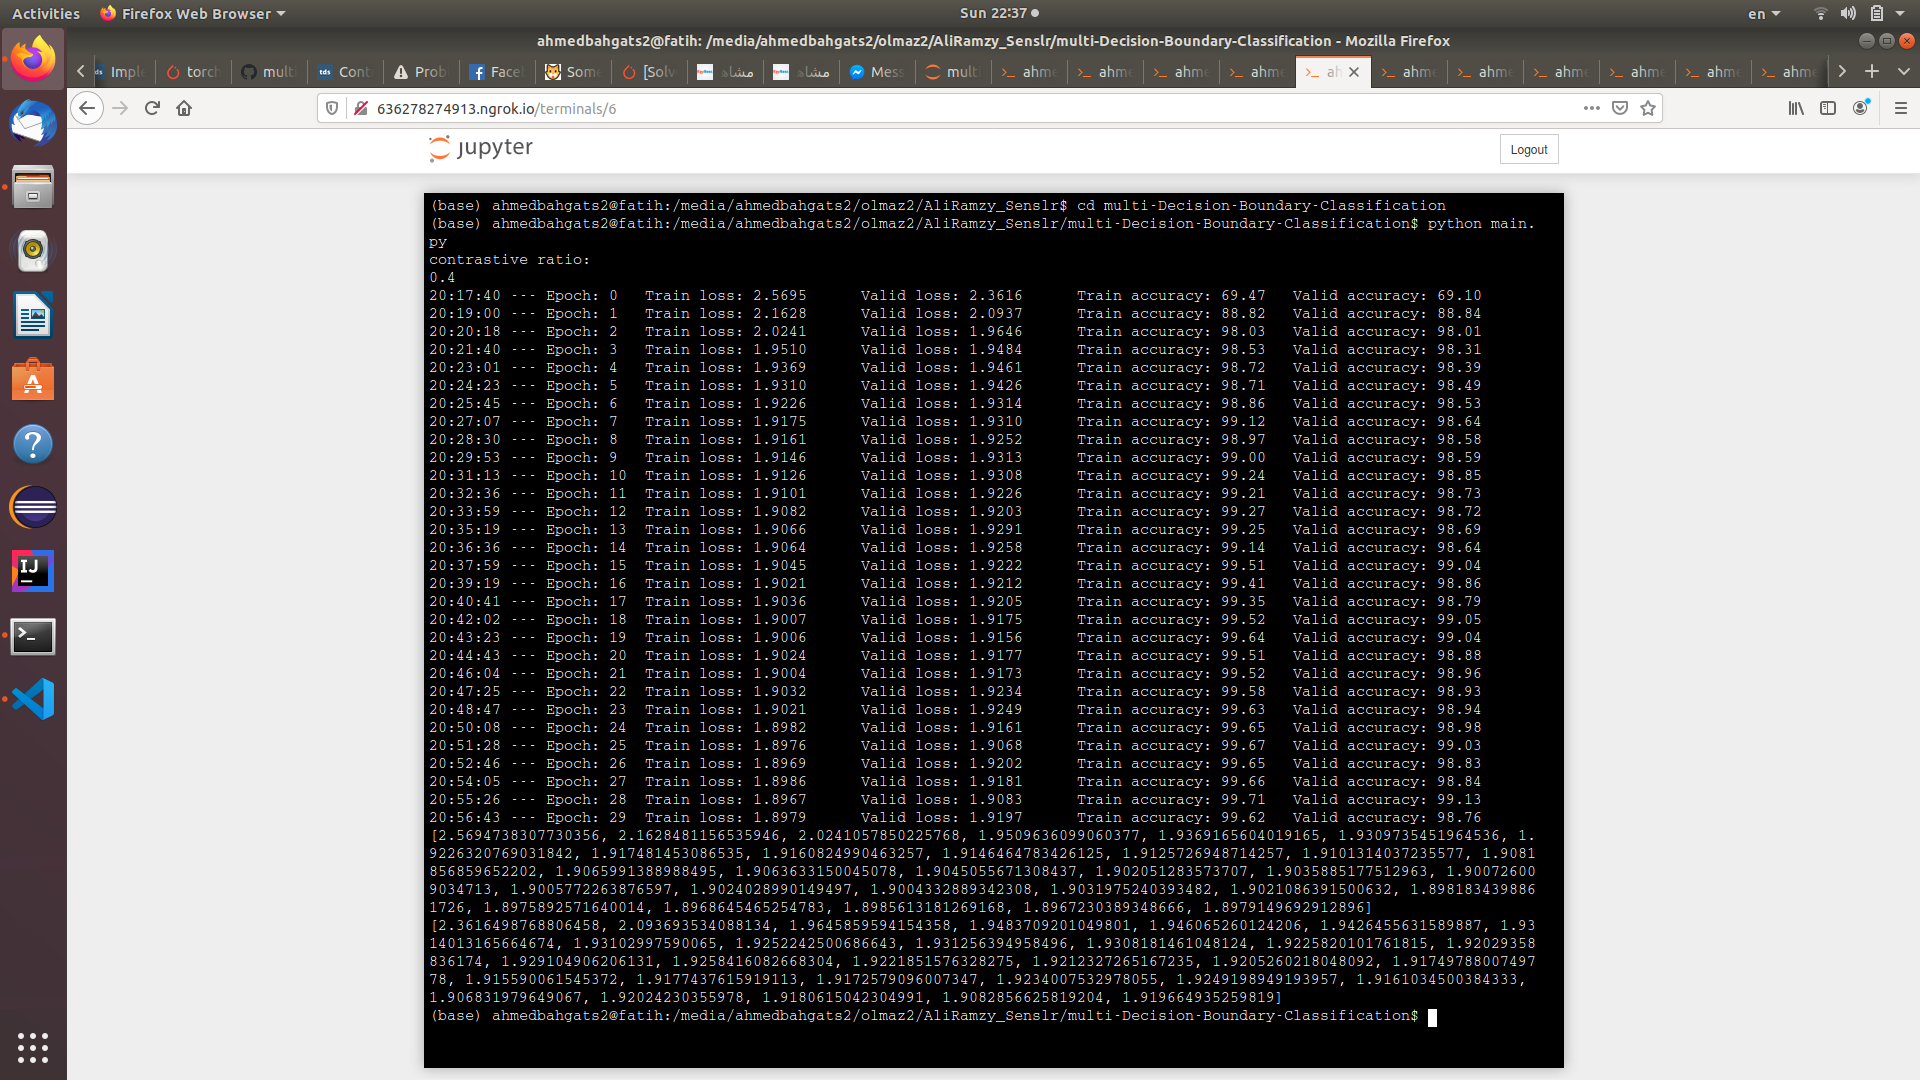 Activities
Firefox Web Browser
Sun 22:37
en
ahmedbahgats2@fatih: /media/ahmedbahgats2/olmaz2/AliRamzy_Senslr/multi-Decision-Boundary-Classification - Mozilla Firefox
tds Imple
torch
mult
tds Cont
Prob
Face
Som
[Solv
مشاهد
مشاهد
Mess
mult
ahm
ahm
ahm
ahm
ah
ahm
ahm
ahm
ahm
ahm
ahm
636278274913.ngrok.io/terminals/6
jupyter
Logout
(base) ahmedbahgats2@fatih:/media/ahmedbahgats2/olmaz2/AliRamzy_Senslr$ cd multi-Decision-Boundary-Classification
(base) ahmedbahgats2@fatih:/media/ahmedbahgats2/olmaz2/AliRamzy_Senslr/multi-Decision-Boundary-Classification$ python main.
py
contrastive ratio:
0.4
20:17:40 --- Epoch: 0 Train loss: 2.5695 Valid loss: 2.3616 Train accuracy: 69.47 Valid accuracy: 69.10
20:19:00 --- Epoch: 1 Train loss: 2.1628 Valid loss: 2.0937 Train accuracy: 88.82 Valid accuracy: 88.84
20:20:18 --- Epoch: 2 Train loss: 2.0241 Valid loss: 1.9646 Train accuracy: 98.03 Valid accuracy: 98.01
20:21:40 --- Epoch: 3 Train loss: 1.9510 Valid loss: 1.9484 Train accuracy: 98.53 Valid accuracy: 98.31
20:23:01 --- Epoch: 4 Train loss: 1.9369 Valid loss: 1.9461 Train accuracy: 98.72 Valid accuracy: 98.39
20:24:23 --- Epoch: 5 Train loss: 1.9310 Valid loss: 1.9426 Train accuracy: 98.71 Valid accuracy: 98.49
20:25:45 --- Epoch: 6 Train loss: 1.9226 Valid loss: 1.9314 Train accuracy: 98.86 Valid accuracy: 98.53
20:27:07 --- Epoch: 7 Train loss: 1.9175 Valid loss: 1.9310 Train accuracy: 99.12 Valid accuracy: 98.64
20:28:30 --- Epoch: 8 Train loss: 1.9161 Valid loss: 1.9252 Train accuracy: 98.97 Valid accuracy: 98.58
20:29:53 --- Epoch: 9 Train loss: 1.9146 Valid loss: 1.9313 Train accuracy: 99.00 Valid accuracy: 98.59
20:31:13 --- Epoch: 10 Train loss: 1.9126 Valid loss: 1.9308 Train accuracy: 99.24 Valid accuracy: 98.85
20:32:36 --- Epoch: 11 Train loss: 1.9101 Valid loss: 1.9226 Train accuracy: 99.21 Valid accuracy: 98.73
20:33:59 --- Epoch: 12 Train loss: 1.9082 Valid loss: 1.9203 Train accuracy: 99.27 Valid accuracy: 98.72
20:35:19 --- Epoch: 13 Train loss: 1.9066 Valid loss: 1.9291 Train accuracy: 99.25 Valid accuracy: 98.69
20:36:36 --- Epoch: 14 Train loss: 1.9064 Valid loss: 1.9258 Train accuracy: 99.14 Valid accuracy: 98.64
20:37:59 --- Epoch: 15 Train loss: 1.9045 Valid loss: 1.9222 Train accuracy: 99.51 Valid accuracy: 99.04
20:39:19 --- Epoch: 16 Train loss: 1.9021 Valid loss: 1.9212 Train accuracy: 99.41 Valid accuracy: 98.86
20:40:41 --- Epoch: 17 Train loss: 1.9036 Valid loss: 1.9205 Train accuracy: 99.35 Valid accuracy: 98.79
20:42:02 --- Epoch: 18 Train loss: 1.9007 Valid loss: 1.9175 Train accuracy: 99.52 Valid accuracy: 99.05
20:43:23 --- Epoch: 19 Train loss: 1.9006 Valid loss: 1.9156 Train accuracy: 99.64 Valid accuracy: 99.04
20:44:43 --- Epoch: 20 Train loss: 1.9024 Valid loss: 1.9177 Train accuracy: 99.51 Valid accuracy: 98.88
20:46:04 --- Epoch: 21 Train loss: 1.9004 Valid loss: 1.9173 Train accuracy: 99.52 Valid accuracy: 98.96
20:47:25 --- Epoch: 22 Train loss: 1.9032 Valid loss: 1.9234 Train accuracy: 99.58 Valid accuracy: 98.93
20:48:47 --- Epoch: 23 Train loss: 1.9021 Valid loss: 1.9249 Train accuracy: 99.63 Valid accuracy: 98.94
20:50:08 --- Epoch: 24 Train loss: 1.8982 Valid loss: 1.9161 Train accuracy: 99.65 Valid accuracy: 98.98
20:51:28 --- Epoch: 25 Train loss: 1.8976 Valid loss: 1.9068 Train accuracy: 99.67 Valid accuracy: 99.03
20:52:46 --- Epoch: 26 Train loss: 1.8969 Valid loss: 1.9202 Train accuracy: 99.65 Valid accuracy: 98.83
20:54:05 --- Epoch: 27 Train loss: 1.8986 Valid loss: 1.9181 Train accuracy: 99.66 Valid accuracy: 98.84
20:55:26 --- Epoch: 28 Train loss: 1.8967 Valid loss: 1.9083 Train accuracy: 99.71 Valid accuracy: 99.13
20:56:43 --- Epoch: 29 Train loss: 1.8979 Valid loss: 1.9197 Train accuracy: 99.62 Valid accuracy: 98.76
[2.5694738307730356, 2.1628481156535946, 2.0241057850225768, 1.9509636099060377, 1.9369165604019165, 1.9309735451964536, 1.
9226320769031842, 1.917481453086535, 1.9160824990463257, 1.9146464783426125, 1.9125726948714257, 1.9101314037235577, 1.9081
856859652202, 1.9065991388988495, 1.9063633150045078, 1.9045055671308437, 1.902051283573707, 1.9035885177512963, 1.90072600
9034713, 1.9005772263876597, 1.9024028990149497, 1.9004332889342308, 1.9031975240393482, 1.9021086391500632, 1.898183439886
1726, 1.8975892571640014, 1.8968645465254783, 1.8985613181269168, 1.8967230389348666, 1.8979149692912896]
[2.3616498768806458, 2.093693534088134, 1.9645859594154358, 1.9483709201049801, 1.946065260124206, 1.9426455631589887, 1.93
14013165664674, 1.93102997590065, 1.9252242500686643, 1.931256394958496, 1.9308181461048124, 1.9225820101761815, 1.92029358
836174, 1.929104906206131, 1.9258416082668304, 1.9221851576328275, 1.9212327265167235, 1.9205260218048092, 1.91749788007497
78, 1.915590061545372, 1.9177437615919113, 1.9172579096007347, 1.9234007532978055, 1.9249198949193957, 1.9161034500384333,
1.906831979649067, 1.92024230355978, 1.9180615042304991, 1.9082856625819204, 1.919664935259819]
(base) ahmedbahgats2@fatih:/media/ahmedbahgats2/olmaz2/AliRamzy_Senslr/multi-Decision-Boundary-Classification$